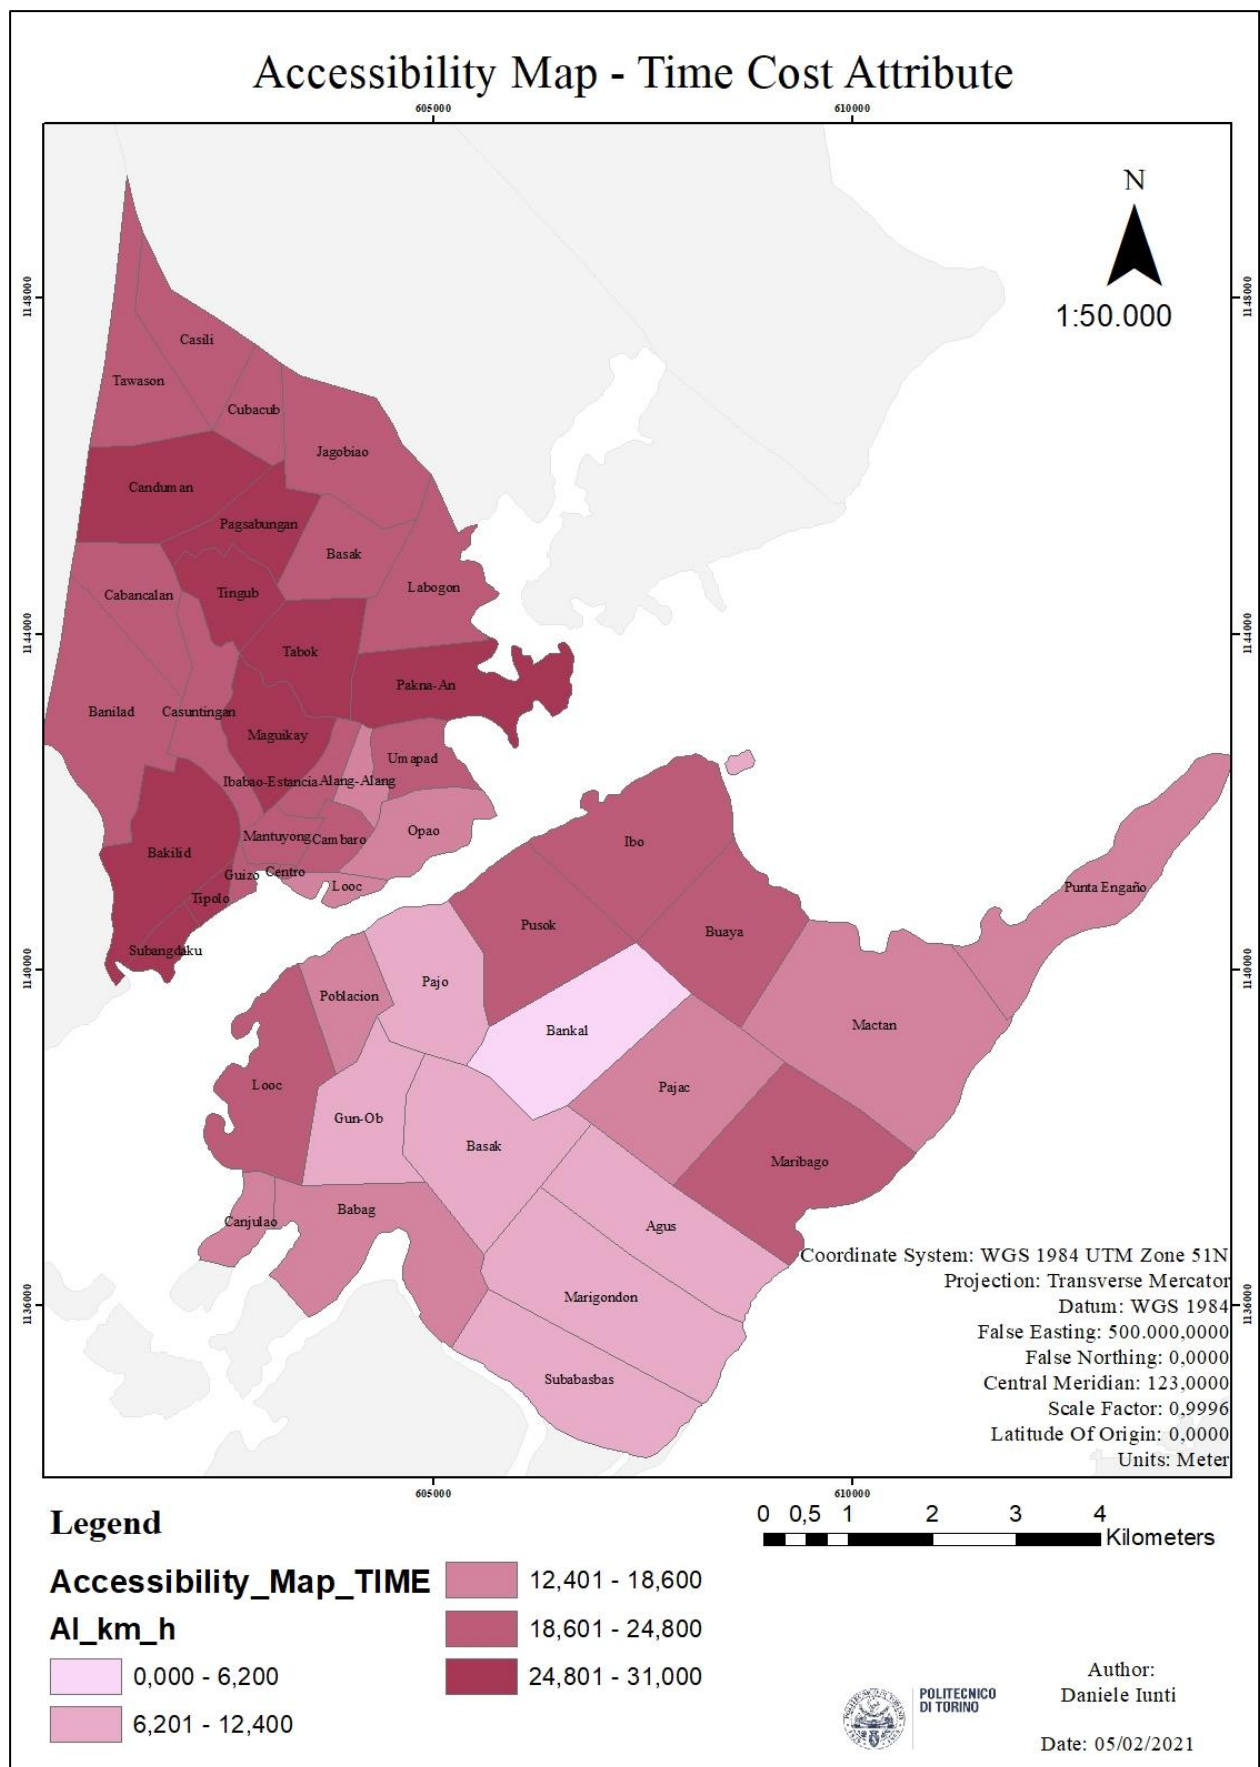 Accessibility Map - Time Cost Attribute
605000
610000
N
1:50.000
1148000
1148000
Casili
Tawason
Cubacub
Jagobiao
Canduman
Pagsabungan
Basak
Labogon
Cabancalan
Tingub
1144000
1144000
Tabok
Pakna-An
Banilad
Casuntingan
Maguikay
Umapad
Ibabao-Estancia
Alang-Alang
Opao
Mantuyong
Cambaro
Ibo
Bakilid
Guizo
Centro
Looc
Punta Engaño
Tipolo
Pusok
Buaya
Subangdaku
1140000
1140000
Pajo
Poblacion
Bankal
Mactan
Looc
Pajac
Gun-Ob
Basak
Maribago
Babag
Canjulao
Agus
Marigondon
1136000
1136000
Subabasbas
Coordinate System: WGS 1984 UTM Zone 51N
Projection: Transverse Mercator
Datum: WGS 1984
False Easting: 500.000,0000
False Northing: 0,0000
Central Meridian: 123,0000
Scale Factor: 0,9996
Latitude Of Origin: 0,0000
Units: Meter
605000
610000
0 0,5 1 2 3 4
Kilometers
Legend
Accessibility_Map_TIME
AI_km_h
0,000 - 6,200
6,201 - 12,400
12,401 - 18,600
18,601 - 24,800
24,801 - 31,000
POLITECNICO
DI TORINO
Author:
Daniele Iunti
Date: 05/02/2021